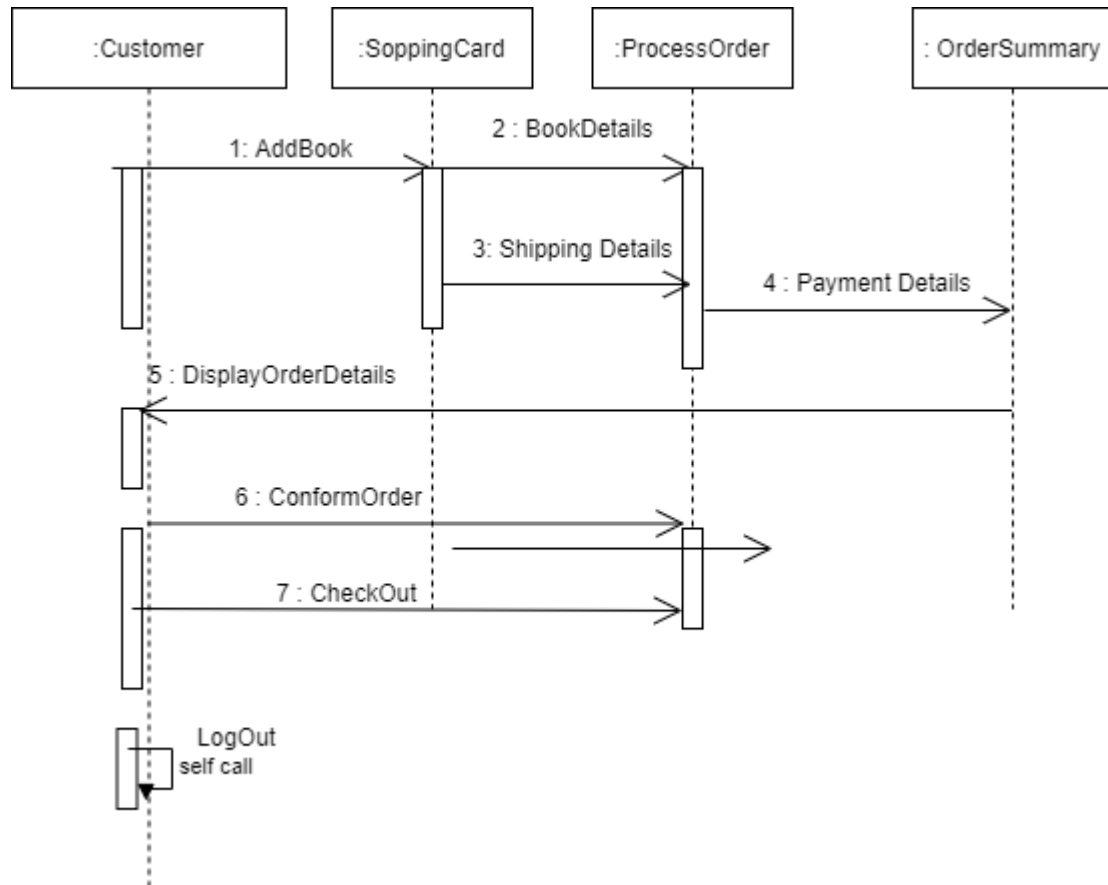 :Customer
:SoppingCard
:ProcessOrder
: OrderSummary
2 : BookDetails
1: AddBook
3: Shipping Details
4 : Payment Details
5 : DisplayOrderDetails
6 : ConformOrder
7 : CheckOut
LogOut
self call